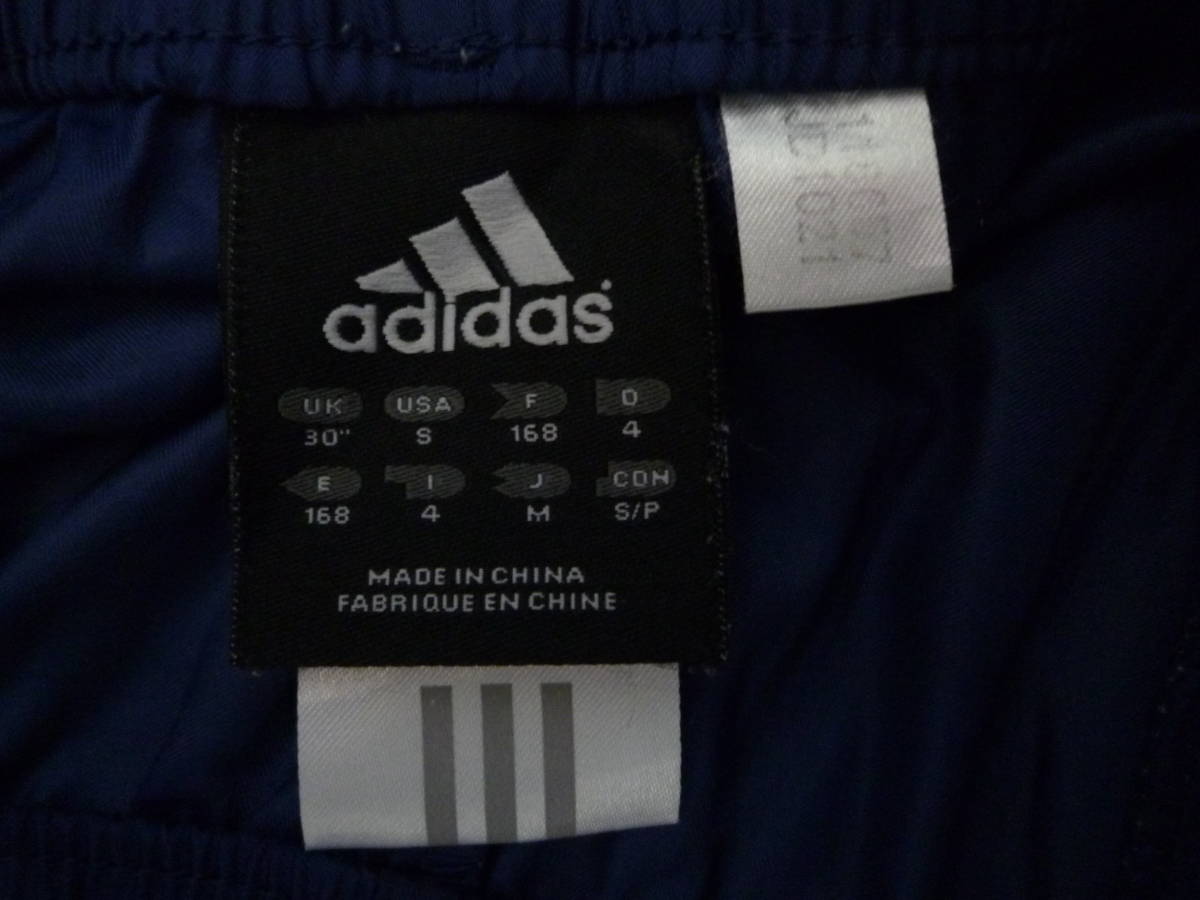 adidas
UK USA F D
30" S 168 4
E I J CDN
168 4 M S/P
MADE IN CHINA
FABRIQUE EN CHINE